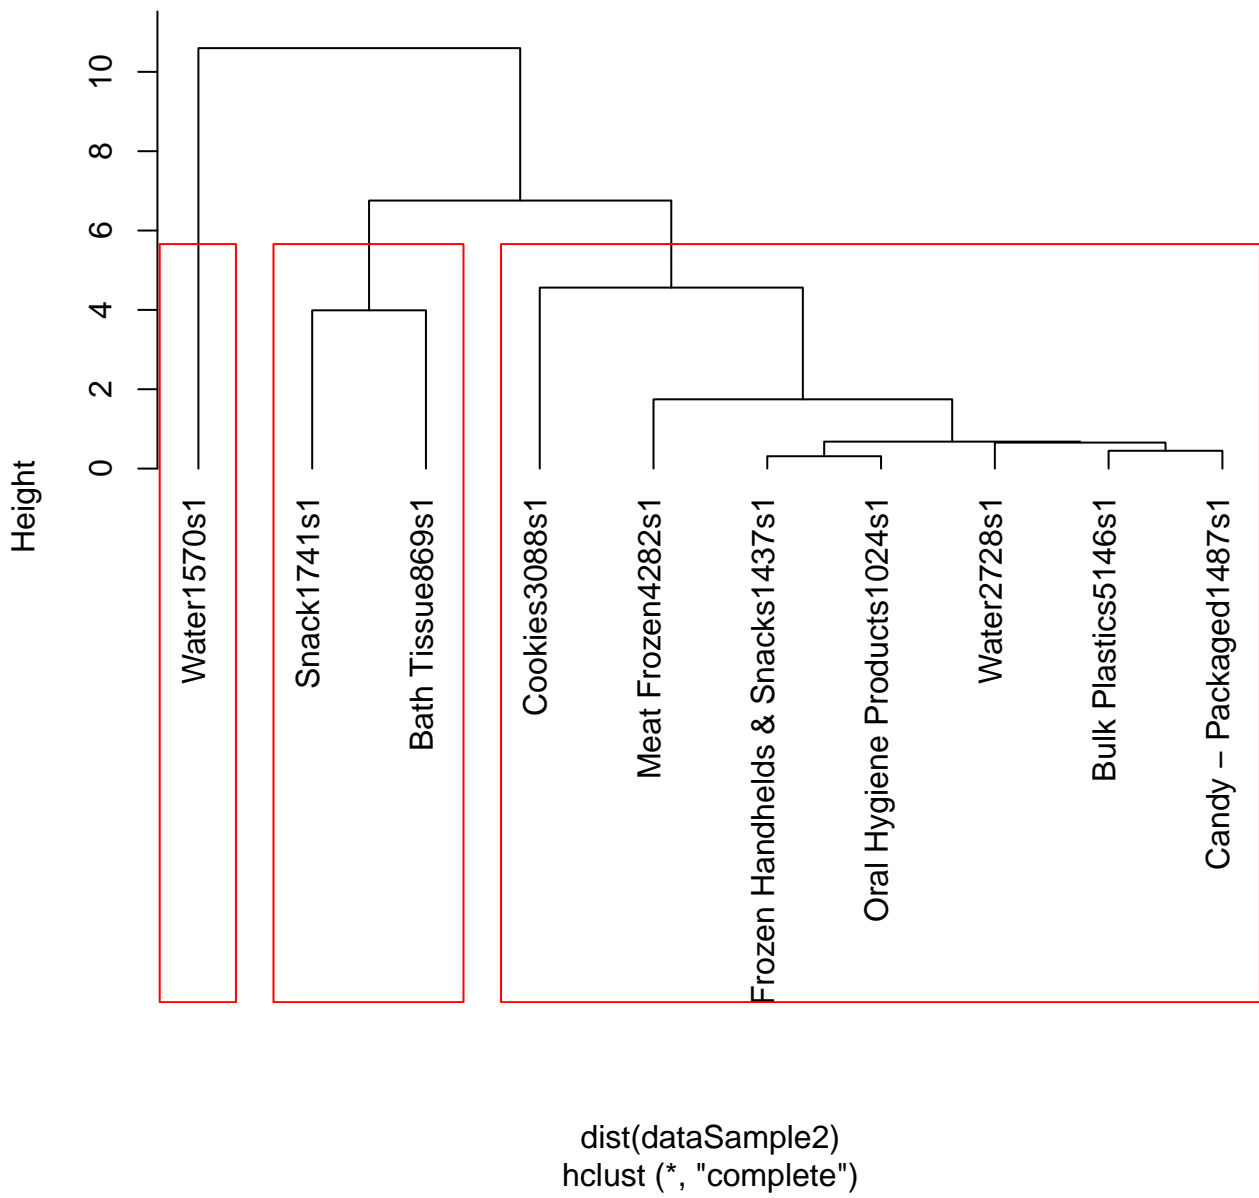 Height
10
8
6
4
2
0
Water1570s1
Snack1741s1
Bath Tissue869s1
Cookies3088s1
Meat Frozen4282s1
Frozen Handhelds & Snacks1437s1
Oral Hygiene Products1024s1
Water2728s1
Bulk Plastics5146s1
Candy − Packaged1487s1
dist(dataSample2)
hclust (*, "complete")